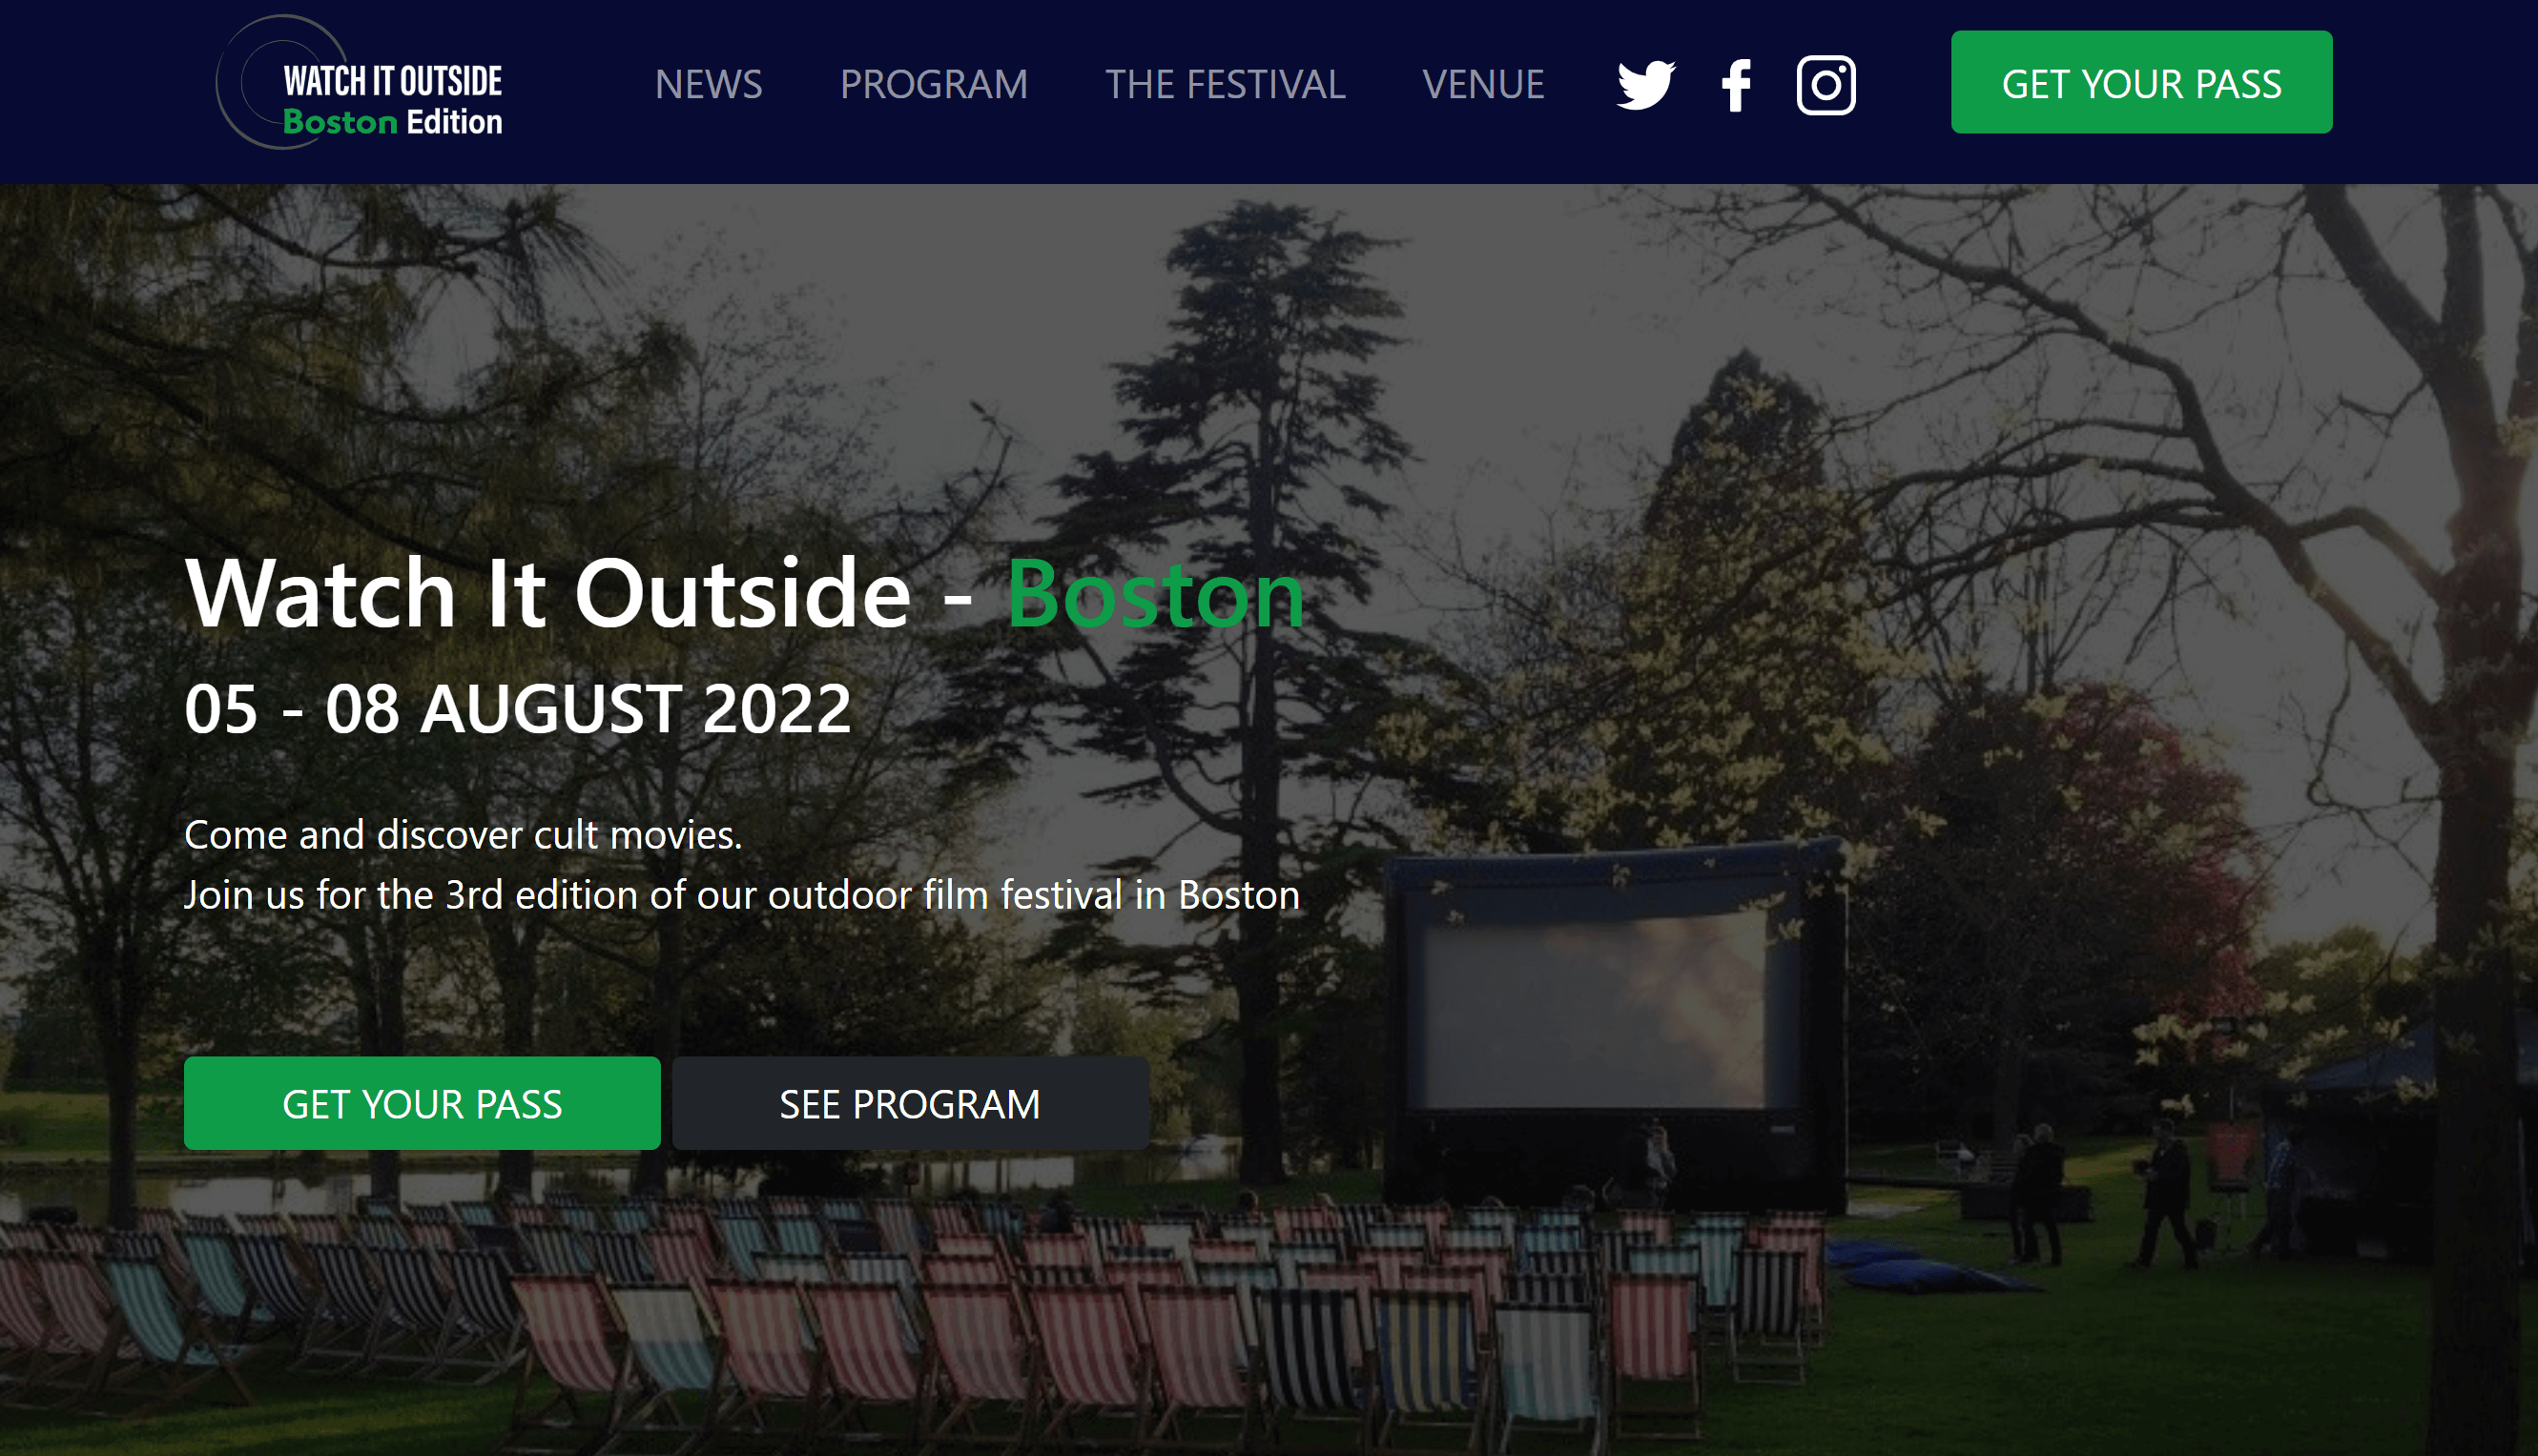 WATCH IT OUTSIDE
Boston Edition
NEWS
PROGRAM
THE FESTIVAL
VENUE
GET YOUR PASS
Watch It Outside - Boston
05 - 08 AUGUST 2022
Come and discover cult movies.
Join us for the 3rd edition of our outdoor film festival in Boston
GET YOUR PASS
SEE PROGRAM